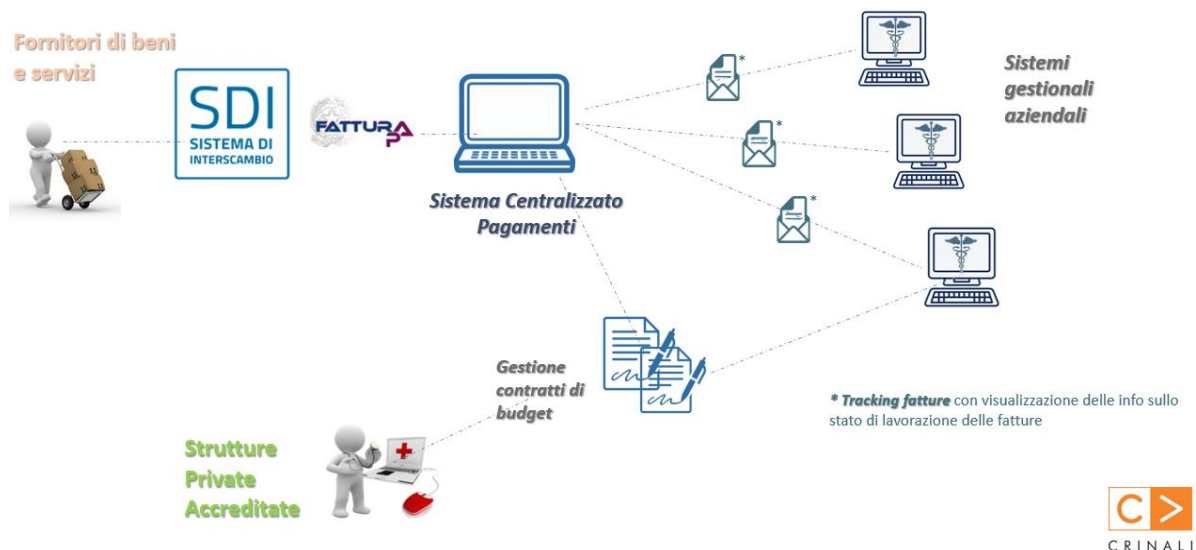 Fornitori di beni
e servizi
SDI
SISTEMA DI
INTERSCAMBIO
FATTURA
PA
Sistema Centralizzato
Pagamenti
*
*
*
Sistemi
gestionali
aziendali
Gestione
contratti di
budget
* Tracking fatture con visualizzazione delle info sullo
stato di lavorazione delle fatture
Strutture
Private
Accreditate
C >
CRINALI